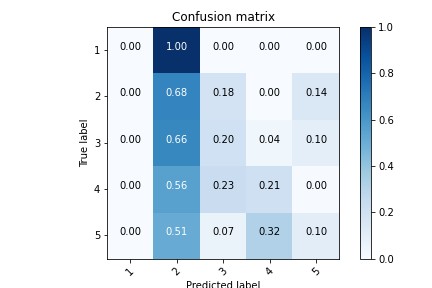 Confusion matrix
1 0.00 1.00 0.00 0.00 0.00
2 0.00 0.68 0.18 0.00 0.14
3 0.00 0.66 0.20 0.04 0.10
4 0.00 0.56 0.23 0.21 0.00
5 0.00 0.51 0.07 0.32 0.10
1 2 3 4 5
True label
Predicted label
1.0
0.8
0.6
0.4
0.2
0.0